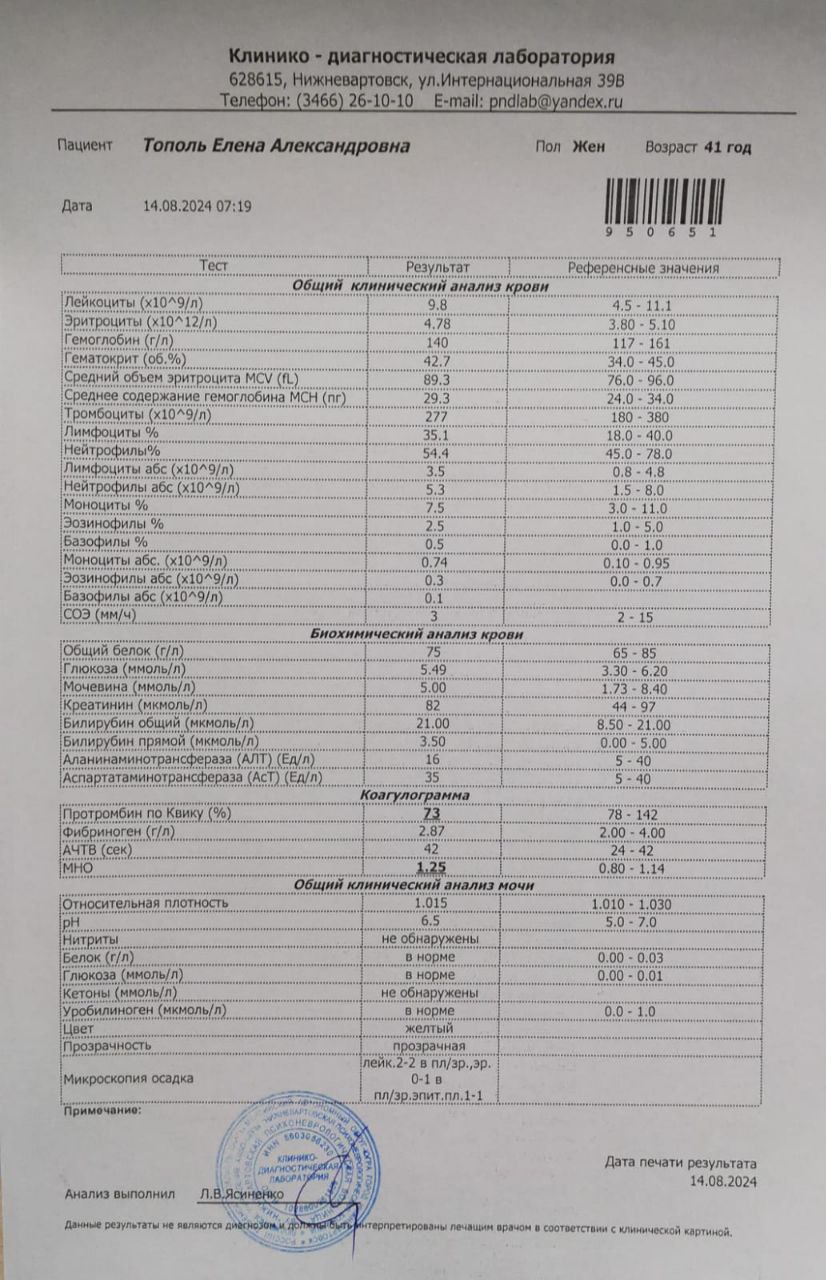 Клинико - диагностическая лаборатория
628615, Нижневартовск, ул.Интернациональная 39В
Телефон: (3466) 26-10-10 E-mail: pndlab@yandex.ru
Пациент Тополь Елена Александровна Пол Жен Возраст 41 год
Дата 14.08.2024 07:19
950651
Тест Результат Референсные значения
Общий клинический анализ крови
Лейкоциты (x10^9/л) 9.8 4.5 - 11.1
Эритроциты (x10^12/л) 4.78 3.80 - 5.10
Гемоглобин (г/л) 140 117 - 161
Гематокрит (об.%) 42.7 34.0 - 45.0
Средний объем эритроцита MCV (fL) 89.3 76.0 - 96.0
Среднее содержание гемоглобина MCH (пг) 29.3 24.0 - 34.0
Тромбоциты (x10^9/л) 277 180 - 380
Лимфоциты % 35.1 18.0 - 40.0
Нейтрофилы% 54.4 45.0 - 78.0
Лимфоциты абс (x10^9/л) 3.5 0.8 - 4.8
Нейтрофилы абс (x10^9/л) 5.3 1.5 - 8.0
Моноциты % 7.5 3.0 - 11.0
Эозинофилы % 2.5 1.0 - 5.0
Базофилы % 0.5 0.0 - 1.0
Моноциты абс. (x10^9/л) 0.74 0.10 - 0.95
Эозинофилы абс (x10^9/л) 0.3 0.0 - 0.7
Базофилы абс (x10^9/л) 0.1
СОЭ (мм/ч) 3 2 - 15
Биохимический анализ крови
Общий белок (г/л) 75 65 - 85
Глюкоза (ммоль/л) 5.49 3.30 - 6.20
Мочевина (ммоль/л) 5.00 1.73 - 8.40
Креатинин (мкмоль/л) 82 44 - 97
Билирубин общий (мкмоль/л) 21.00 8.50 - 21.00
Билирубин прямой (мкмоль/л) 3.50 0.00 - 5.00
Аланинаминотрансфераза (АЛТ) (Ед/л) 16 5 - 40
Аспартатаминотрансфераза (АсТ) (Ед/л) 35 5 - 40
Коагулограмма
Протромбин по Квику (%) 73 78 - 142
Фибриноген (г/л) 2.87 2.00 - 4.00
АЧТВ (сек) 42 24 - 42
МНО 1.25 0.80 - 1.14
Общий клинический анализ мочи
Относительная плотность 1.015 1.010 - 1.030
pH 6.5 5.0 - 7.0
Нитриты не обнаружены
Белок (г/л) в норме 0.00 - 0.03
Глюкоза (ммоль/л) в норме 0.00 - 0.01
Кетоны (ммоль/л) не обнаружены
Уробилиноген (мкмоль/л) в норме 0.0 - 1.0
Цвет желтый
Прозрачность прозрачная
лейк.2-2 в пл/зр.,эр.
Микроскопия осадка 0-1 в
пл/зр.эпит.пл.1-1
Примечание:
КЛИНИКО-
ДИАГНОСТИЧЕСКАЯ
ЛАБОРАТОРИЯ
Дата печати результата
14.08.2024
Анализ выполнил Л.В.Ясиненко
Данные результаты не являются диагнозом и должны быть интерпретированы лечащим врачом в соответствии с клинической картиной.